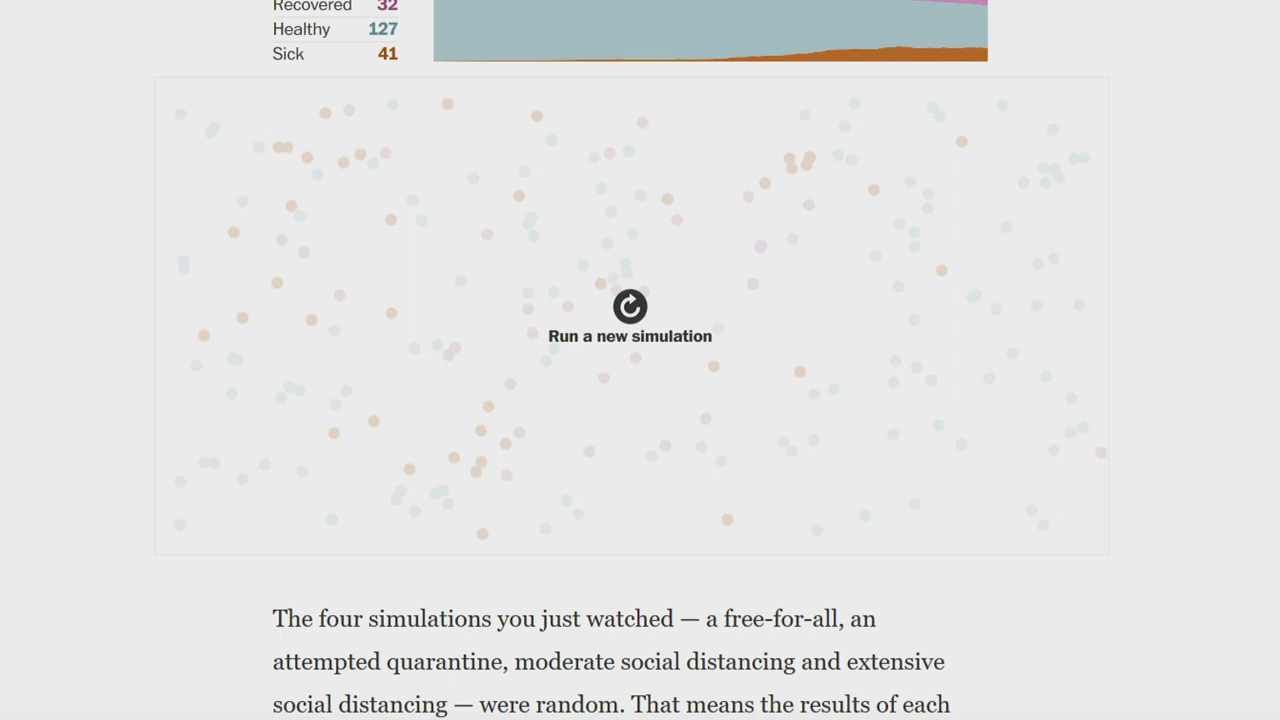 Recovered 32
Healthy 127
Sick 41
Run a new simulation
The four simulations you just watched — a free-for-all, an
attempted quarantine, moderate social distancing and extensive
social distancing — were random. That means the results of each